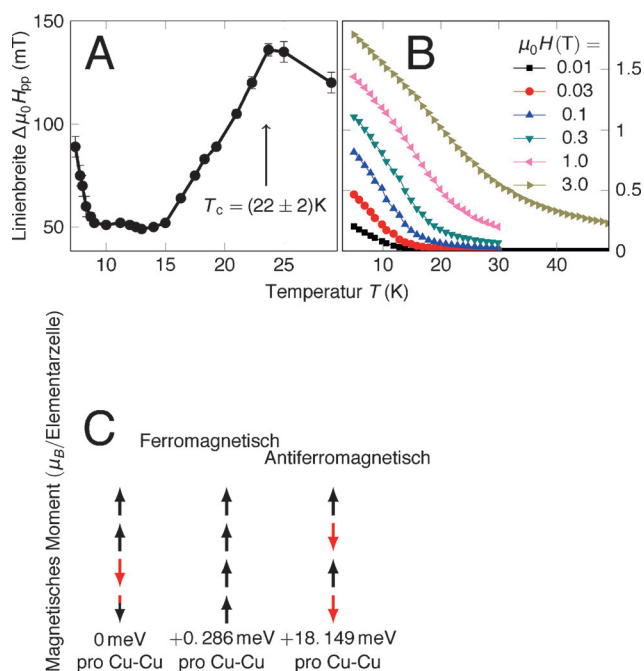 A
150
100
50
Linienbreite Δμ₀Hpp (mT)
Tc = (22 ± 2)K
10
15
20
25
B
μ₀H(T) =
0.01
0.03
0.1
0.3
1.0
3.0
1.5
1
0.5
0
10
20
30
40
Temperatur T (K)
Magnetisches Moment (μB/Elementarzelle)
C
Ferromagnetisch
Antiferromagnetisch
0 meV
pro Cu-Cu
+0.286 meV
pro Cu-Cu
+18.149 meV
pro Cu-Cu